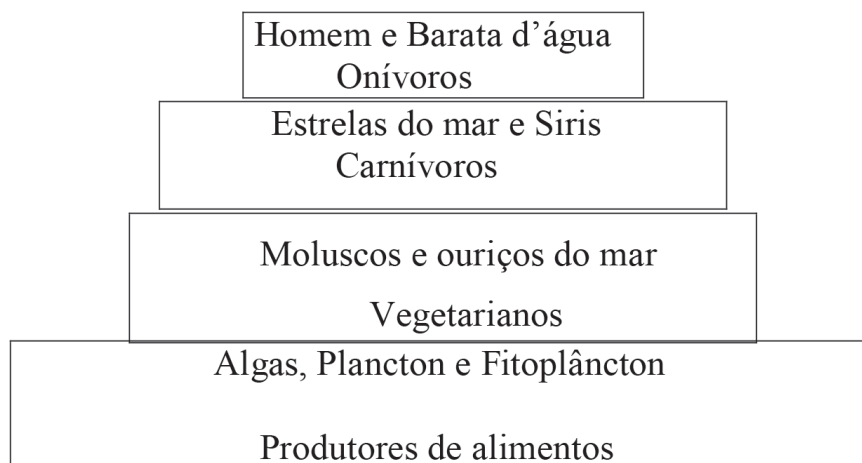 Homem e Barata d’água
Onívoros
Estrelas do mar e Siris
Carnívoros
Moluscos e ouriços do mar
Vegetarianos
Algas, Plancton e Fitoplâncton
Produtores de alimentos